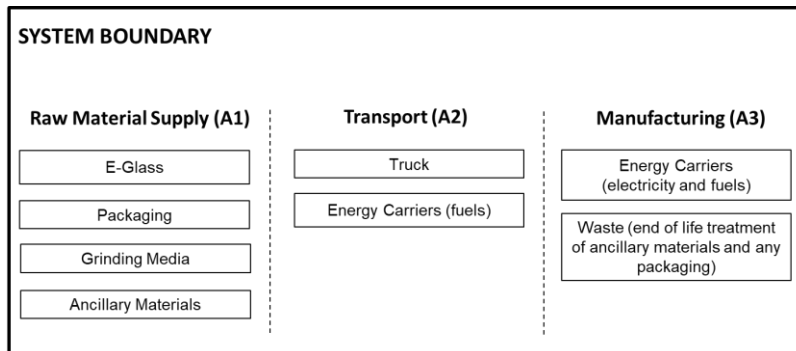 SYSTEM BOUNDARY
Raw Material Supply (A1)
E-Glass
Packaging
Grinding Media
Ancillary Materials
Transport (A2)
Truck
Energy Carriers (fuels)
Manufacturing (A3)
Energy Carriers
(electricity and fuels)
Waste (end of life treatment
of ancillary materials and any
packaging)